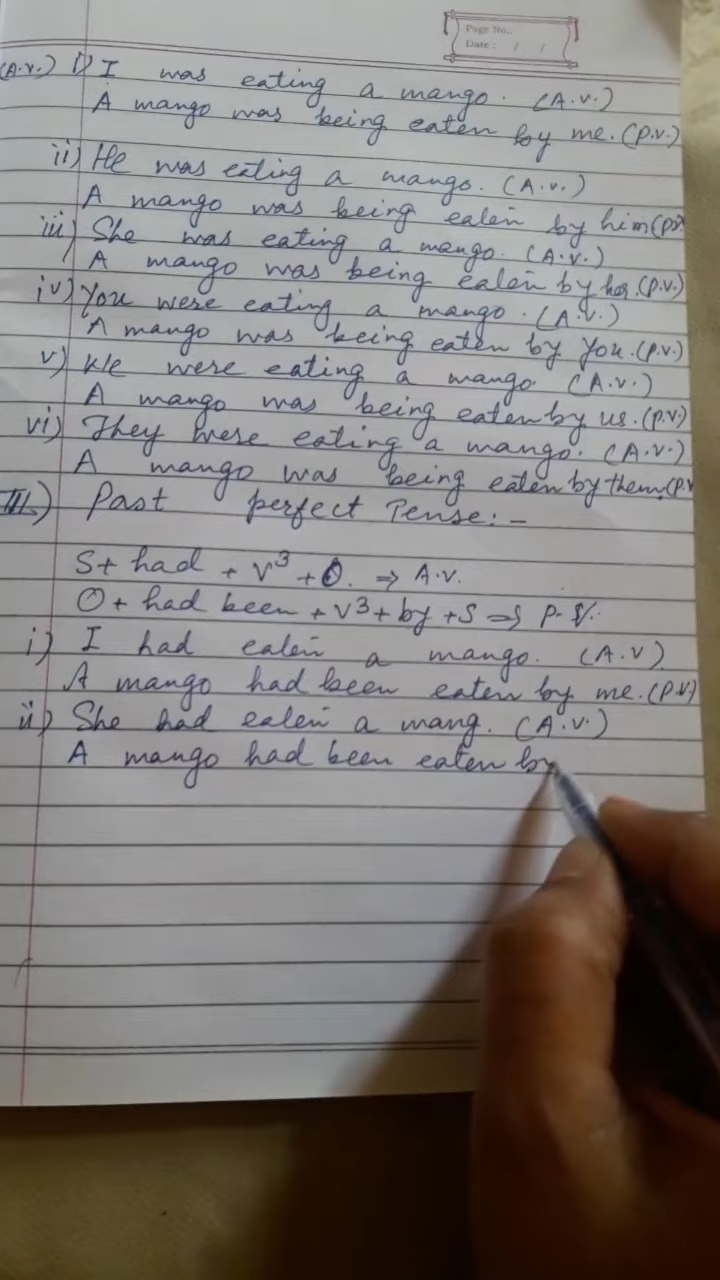 Page No..
Date : / /
(A.V.) i) I was eating a mango. (A.V.)
A mango was being eaten by me. (P.V.)
ii) He was eating a mango. (A.V.)
A mango was being eaten by him (P.V
iii) She was eating a mango. (A.V.)
A mango was being eaten by her. (P.V.)
iv) You were eating a mango. (A.V.)
A mango was being eaten by you. (P.V.)
v) We were eating a mango. (A.V.)
A mango was being eaten by us. (P.V)
vi) They were eating a mango. (A.V.)
A mango was being eaten by them. (P.V
III) Past perfect Tense: -
S + had + V3 + O. ⇒ A.V.
O + had been + V3 + by + S ⇒ P.V.
i) I had eaten a mango. (A.V)
A mango had been eaten by me. (P.V)
ii) She had eaten a mang. (A.V.)
A mango had been eaten by